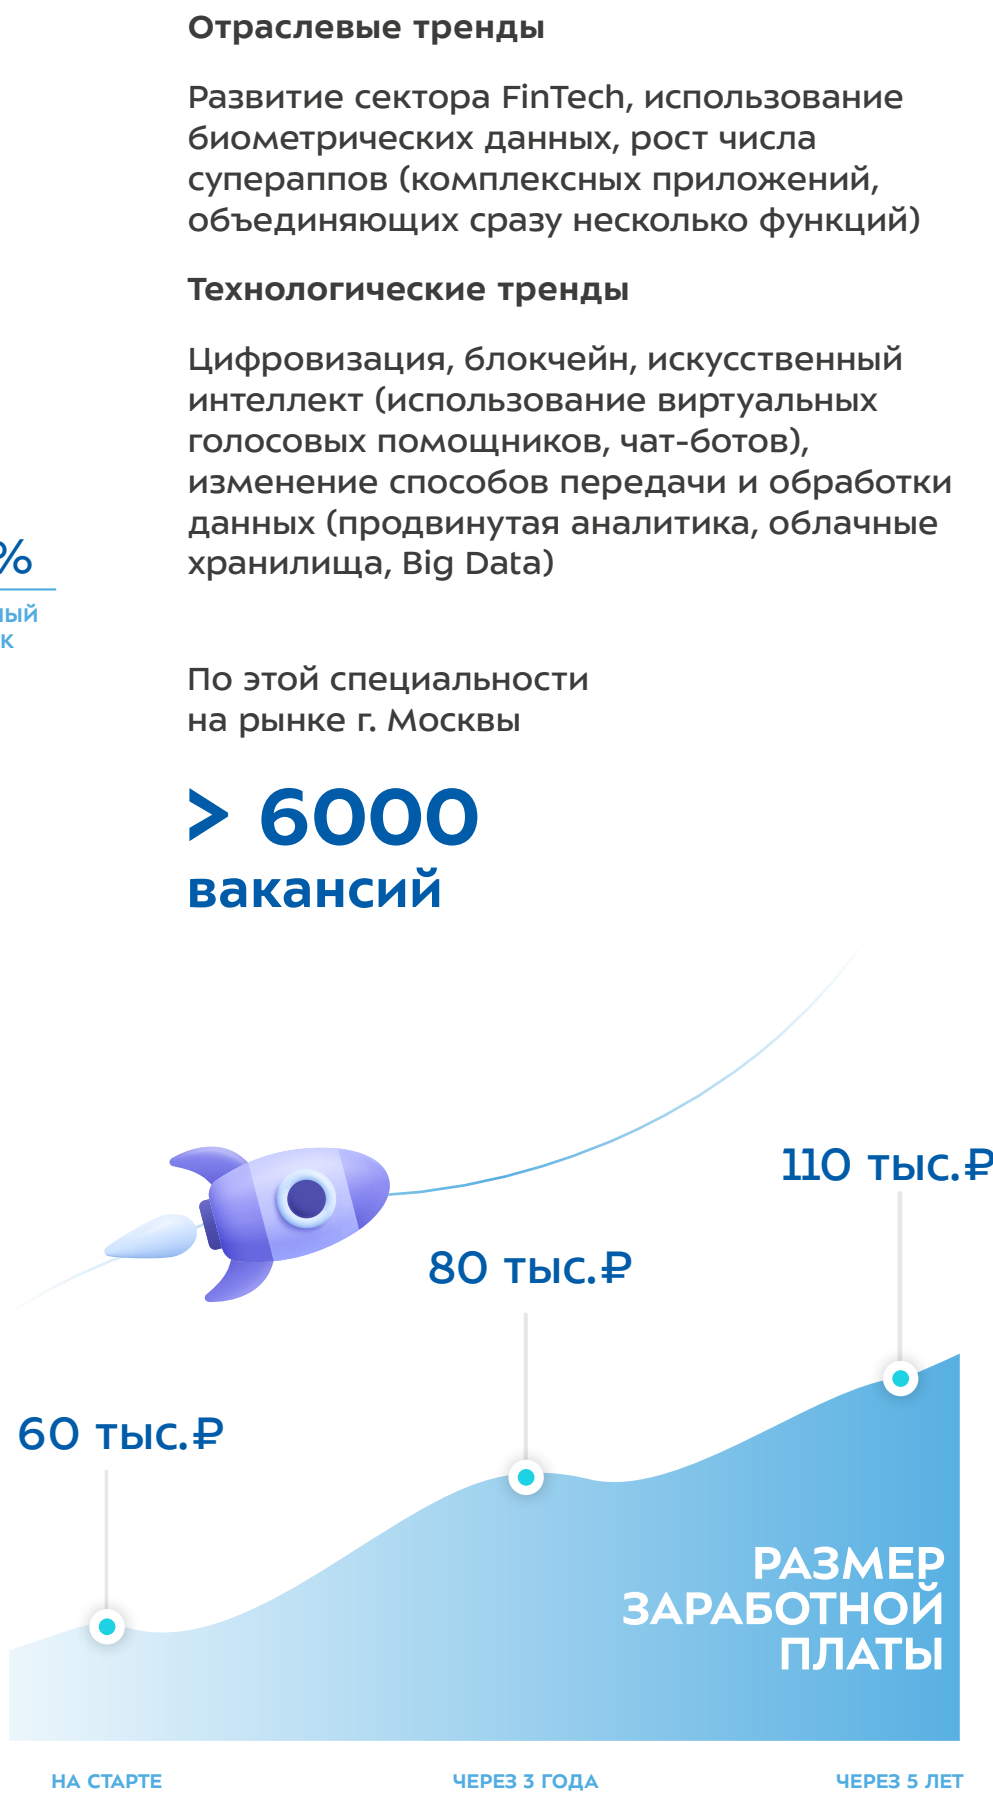 Отраслевые тренды
Развитие сектора FinTech, использование
биометрических данных, рост числа
супераппов (комплексных приложений,
объединяющих сразу несколько функций)
Технологические тренды
Цифровизация, блокчейн, искусственный
интеллект (использование виртуальных
голосовых помощников, чат-ботов),
изменение способов передачи и обработки
данных (продвинутая аналитика, облачные
хранилища, Big Data)
%
По этой специальности
на рынке г. Москвы
> 6000
вакансий
110 тыс.₽
80 тыс.₽
60 тыс.₽
РАЗМЕР
ЗАРАБОТНОЙ
ПЛАТЫ
НА СТАРТЕ
ЧЕРЕЗ 3 ГОДА
ЧЕРЕЗ 5 ЛЕТ